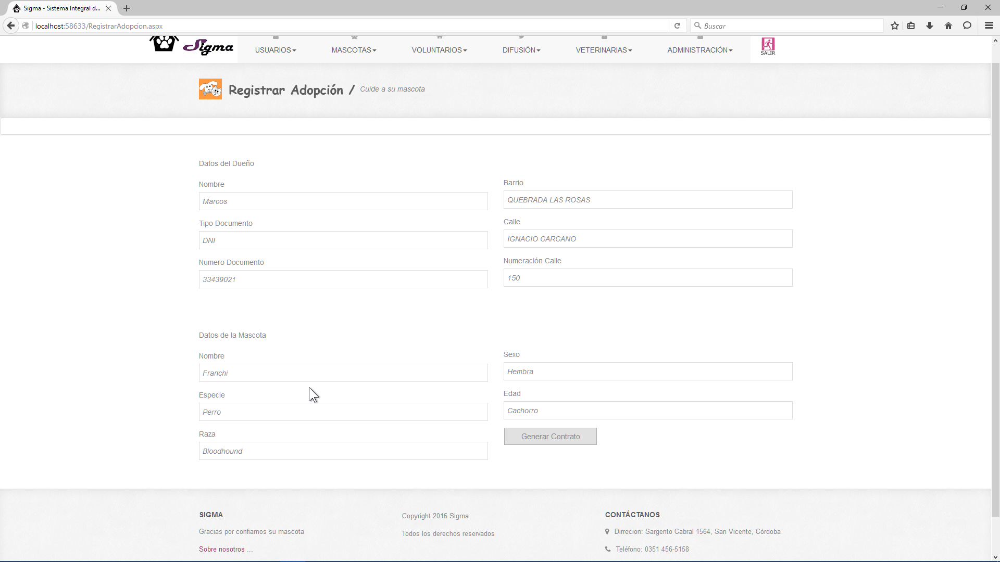 Sigma - Sistema Integral d...
localhost:58633/RegistrarAdopcion.aspx
Buscar
Sigma
USUARIOS
MASCOTAS
VOLUNTARIOS
DIFUSIÓN
VETERINARIAS
ADMINISTRACIÓN
SALIR
Registrar Adopción / Cuide a su mascota
Datos del Dueño
Nombre
Marcos
Tipo Documento
DNI
Numero Documento
33439021
Barrio
QUEBRADA LAS ROSAS
Calle
IGNACIO CARCANO
Numeración Calle
150
Datos de la Mascota
Nombre
Franchi
Especie
Perro
Raza
Bloodhound
Sexo
Hembra
Edad
Cachorro
Generar Contrato
SIGMA
Gracias por confiarnos su mascota
Sobre nosotros ...
Copyright 2016 Sigma
Todos los derechos reservados
CONTÁCTANOS
Dirrecion: Sargento Cabral 1564, San Vicente, Córdoba
Teléfono: 0351 456-5158